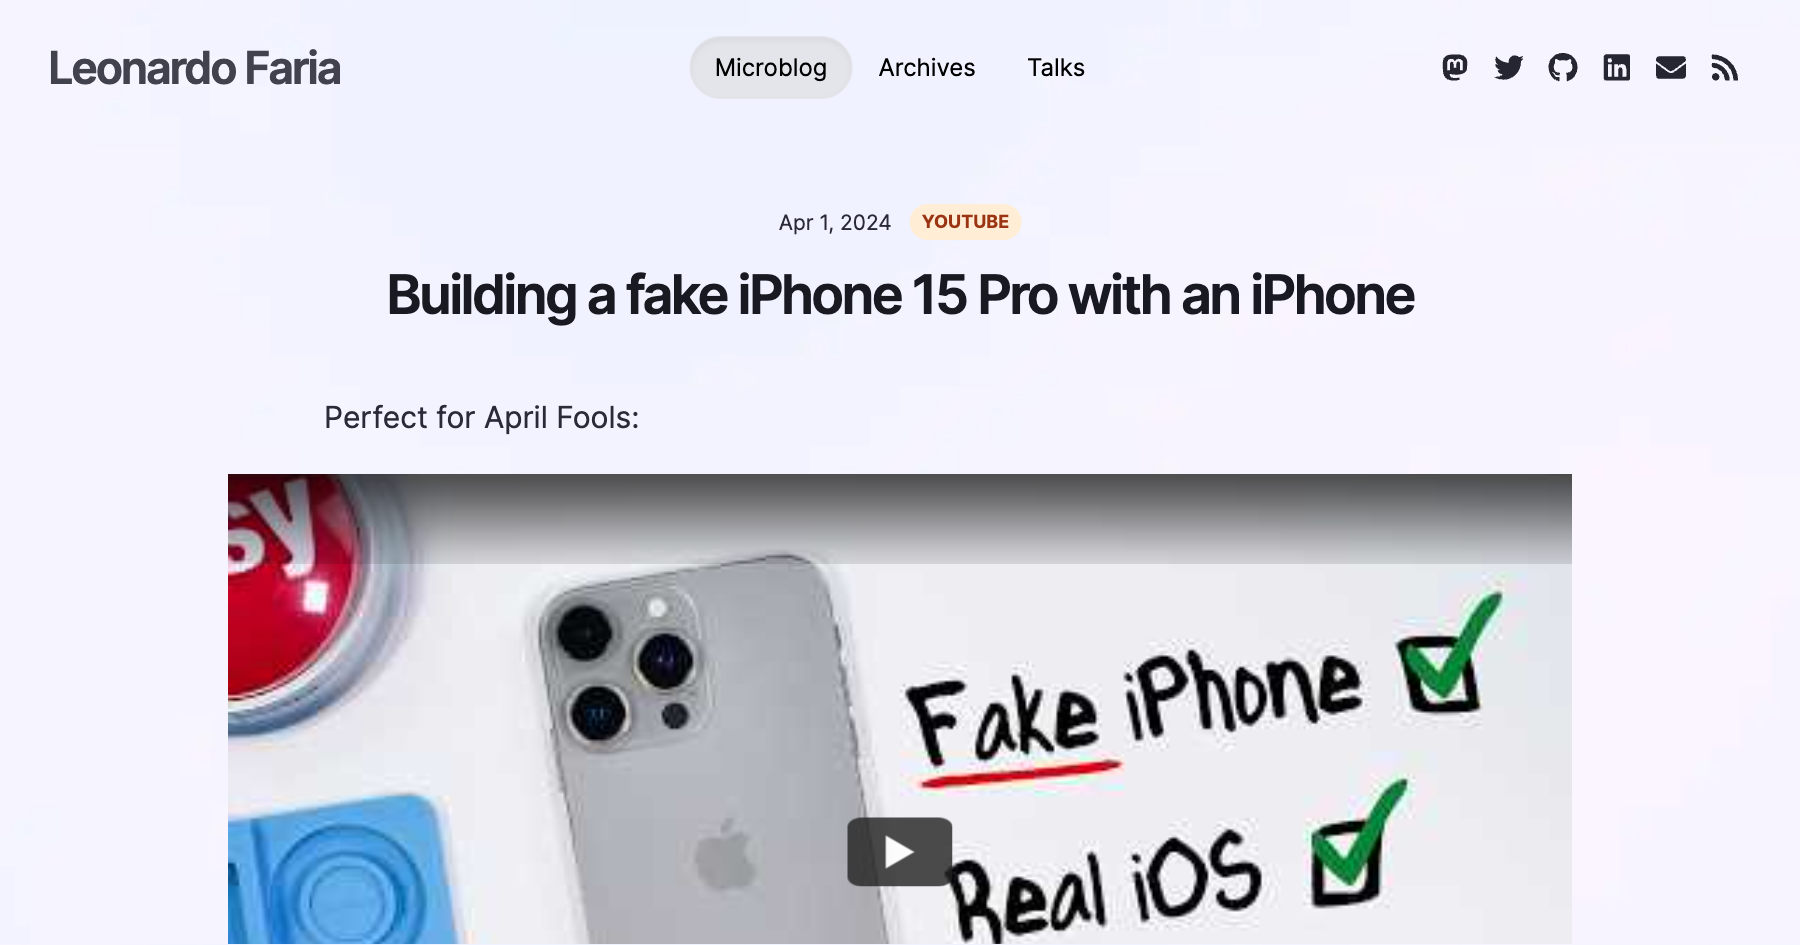 Leonardo Faria
Microblog
Archives
Talks
Apr 1, 2024
YOUTUBE
Building a fake iPhone 15 Pro with an iPhone
Perfect for April Fools:
sy
Fake iPhone
Real iOS